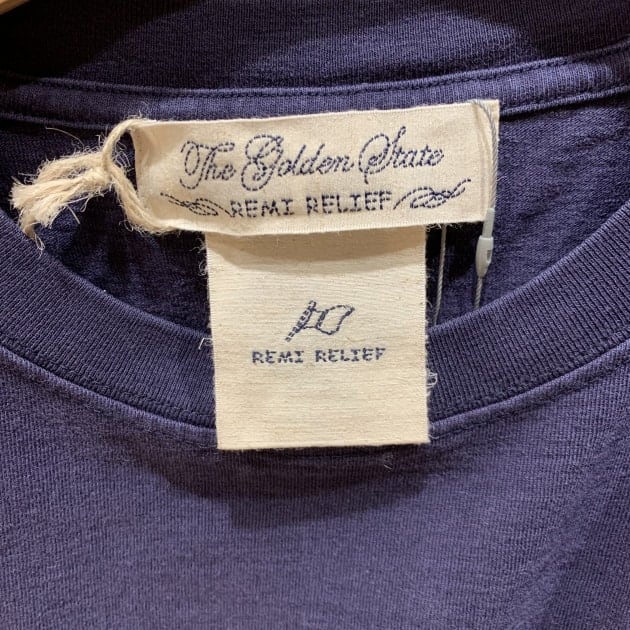 The Golden State
REMI RELIEF
REMI RELIEF